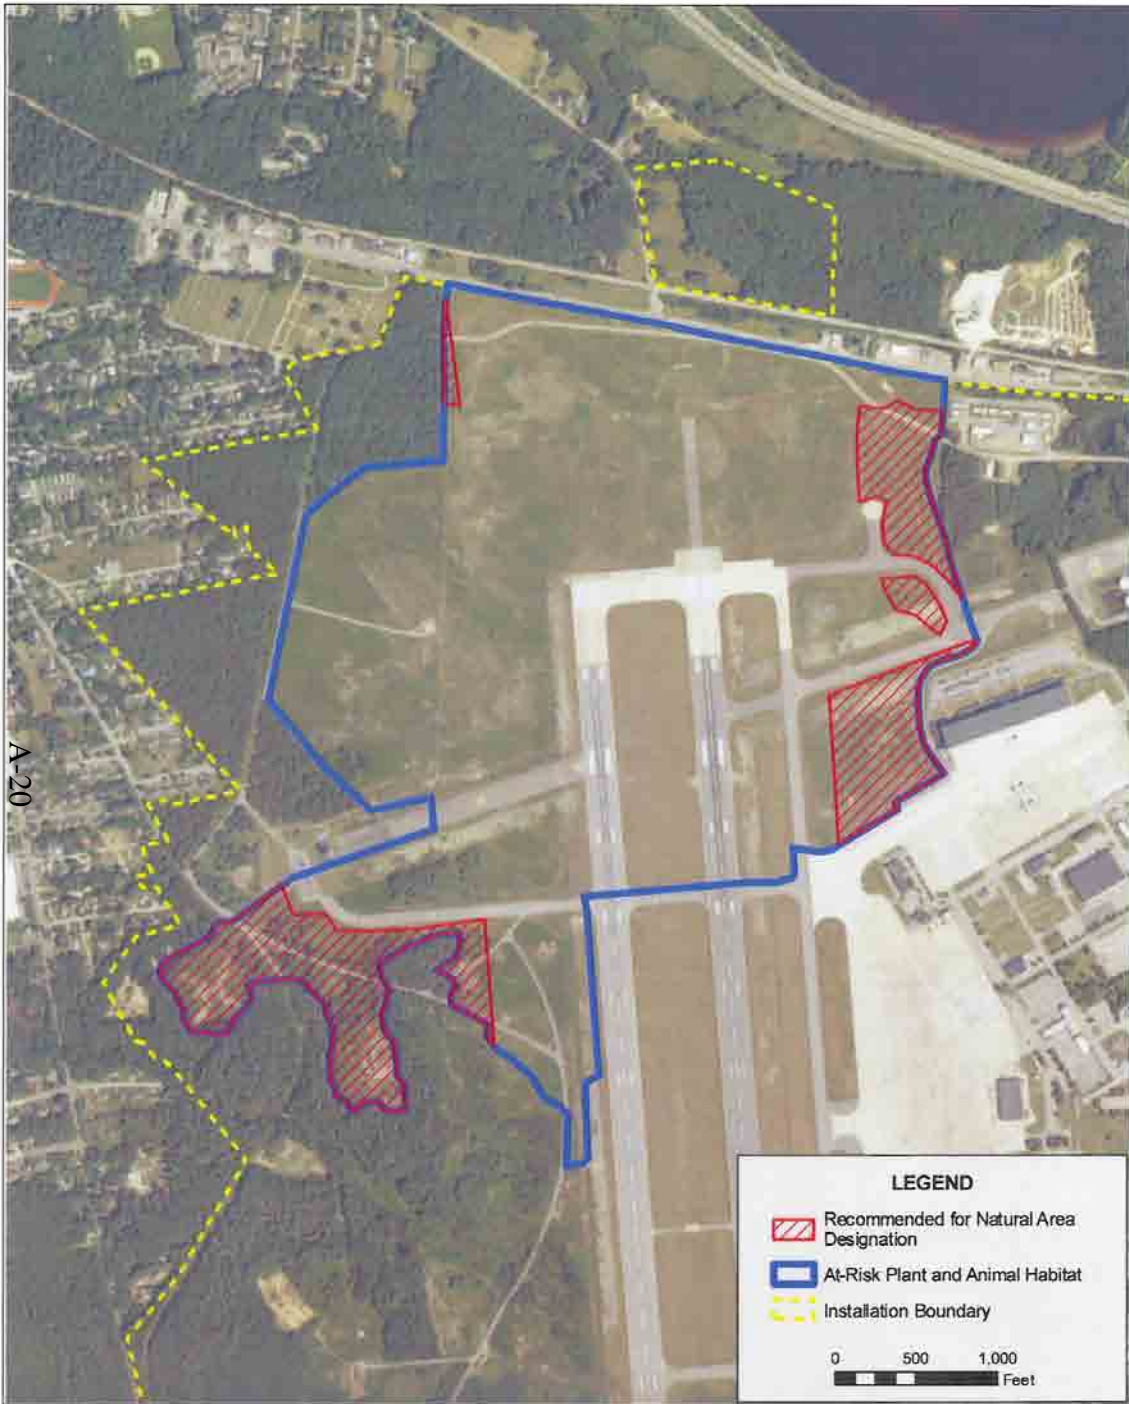 A-20
LEGEND
Recommended for Natural Area
Designation
At-Risk Plant and Animal Habitat
Installation Boundary
0 500 1,000
Feet